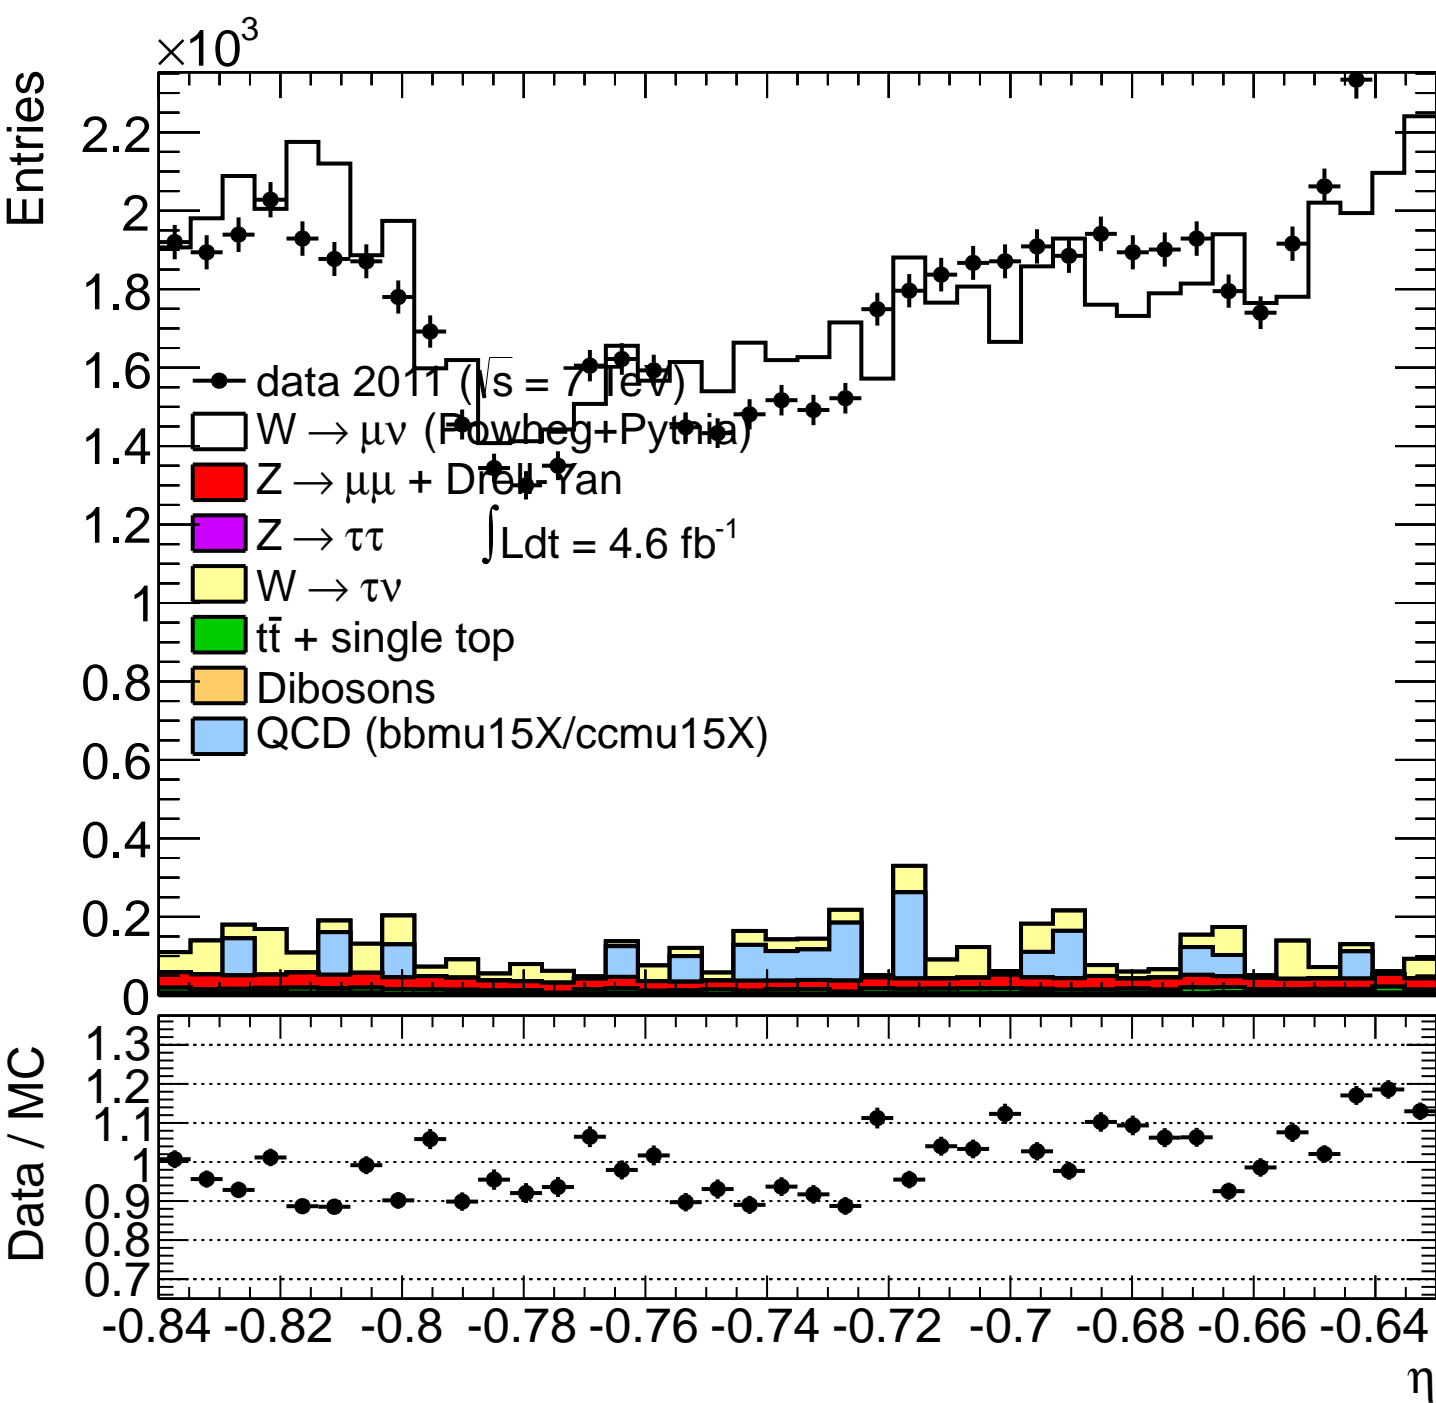 ×10³
Entries
2.2
2
1.8
1.6
1.4
1.2
1
0.8
0.6
0.4
0.2
0
data 2011 (√s = 7 TeV)
W → μν (Powbeg+Pythia)
Z → μμ + Drell-Yan
Z → ττ
∫Ldt = 4.6 fb⁻¹
W → τν
tt̄ + single top
Dibosons
QCD (bbmu15X/ccmu15X)
Data / MC
1.3
1.2
1.1
1
0.9
0.8
0.7
-0.84 -0.82 -0.8 -0.78 -0.76 -0.74 -0.72 -0.7 -0.68 -0.66 -0.64
η